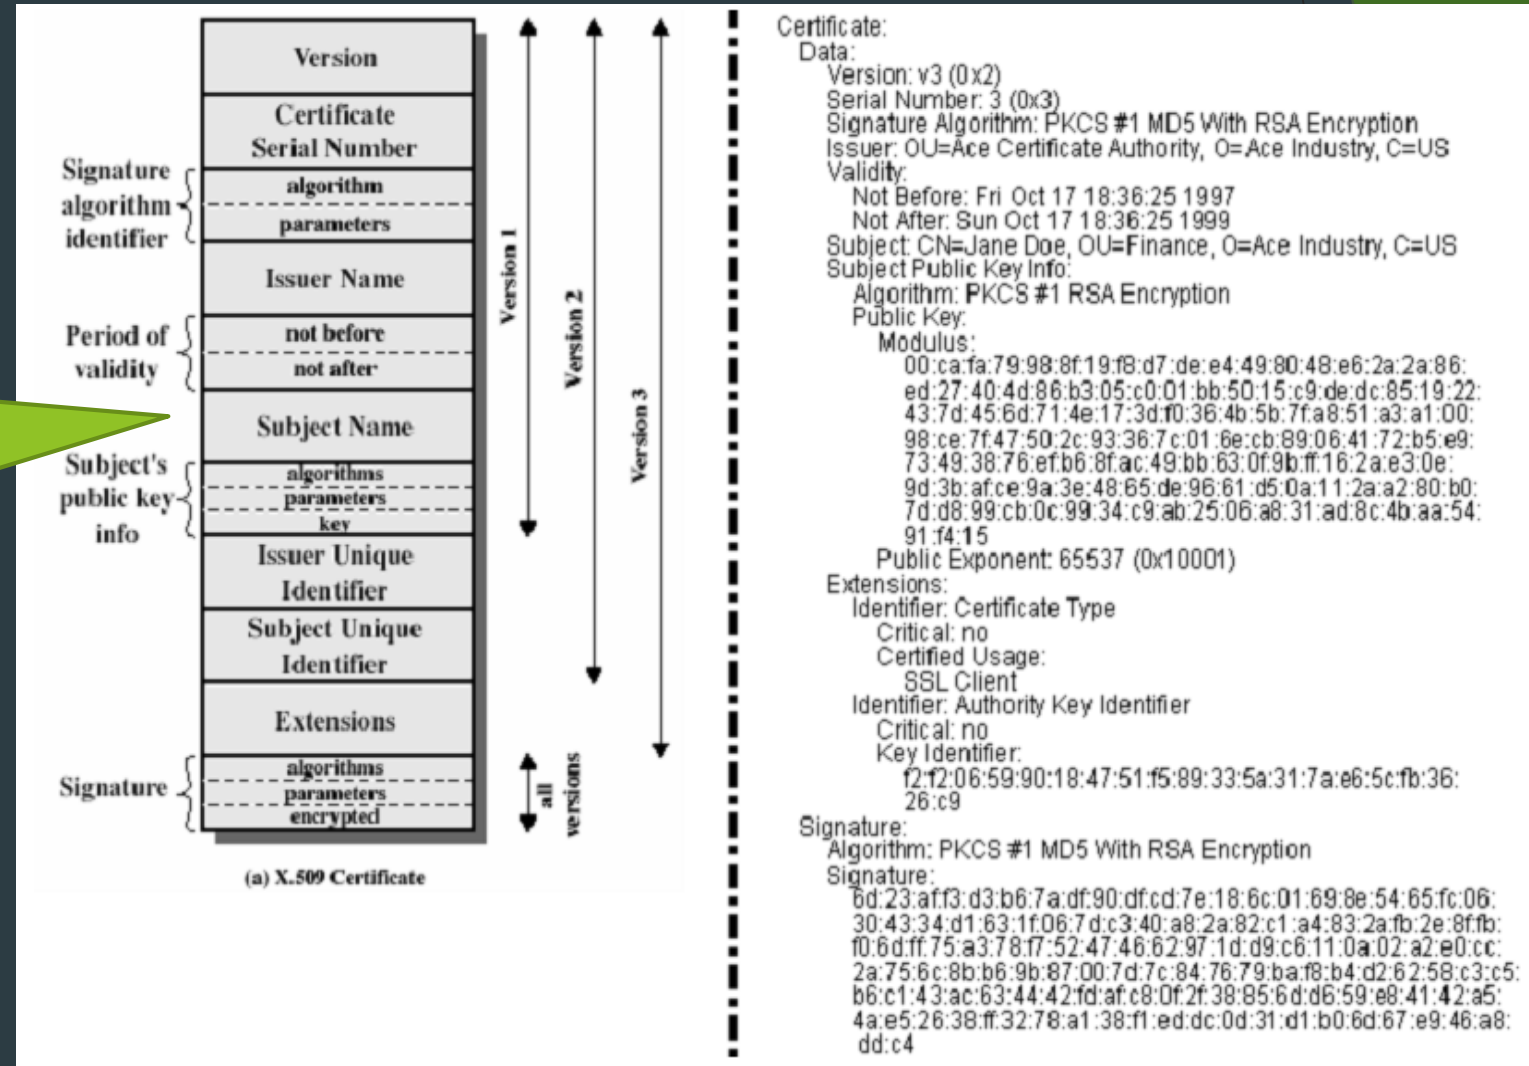 Version
Certificate
Serial Number
Signature
algorithm
identifier
algorithm
parameters
Issuer Name
Period of
validity
not before
not after
Subject Name
Subject's
public key
info
algorithms
parameters
key
Issuer Unique
Identifier
Subject Unique
Identifier
Extensions
Signature
algorithms
parameters
encrypted
Version 1
Version 2
Version 3
all
versions
(a) X.509 Certificate
Certificate:
Data:
Version: v3 (0x2)
Serial Number: 3 (0x3)
Signature Algorithm: PKCS #1 MD5 With RSA Encryption
Issuer: OU=Ace Certificate Authority, O=Ace Industry, C=US
Validity:
Not Before: Fri Oct 17 18:36:25 1997
Not After: Sun Oct 17 18:36:25 1999
Subject: CN=Jane Doe, OU=Finance, O=Ace Industry, C=US
Subject Public Key Info:
Algorithm: PKCS #1 RSA Encryption
Public Key:
Modulus:
00:ca:fa:79:98:8f:19:f8:d7:de:e4:49:80:48:e6:2a:2a:86:
ed:27:40:4d:86:b3:05:c0:01:bb:50:15:c9:de:dc:85:19:22:
43:7d:45:6d:71:4e:17:3d:f0:36:4b:5b:7f:a8:51:a3:a1:00:
98:ce:7f:47:50:2c:93:36:7c:01:6e:cb:89:06:41:72:b5:e9:
73:49:38:76:ef:b6:8f:ac:49:bb:63:0f:9b:ff:16:2a:e3:0e:
9d:3b:af:ce:9a:3e:48:65:de:96:61:d5:0a:11:2a:a2:80:b0:
7d:d8:99:cb:0c:99:34:c9:ab:25:06:a8:31:ad:8c:4b:aa:54:
91:f4:15
Public Exponent: 65537 (0x10001)
Extensions:
Identifier: Certificate Type
Critical: no
Certified Usage:
SSL Client
Identifier: Authority Key Identifier
Critical: no
Key Identifier:
f2:f2:06:59:90:18:47:51:f5:89:33:5a:31:7a:e6:5c:fb:36:
26:c9
Signature:
Algorithm: PKCS #1 MD5 With RSA Encryption
Signature:
6d:23:af:f3:d3:b6:7a:df:90:df:cd:7e:18:6c:01:69:8e:54:65:fc:06:
30:43:34:d1:63:1f:06:7d:c3:40:a8:2a:82:c1:a4:83:2a:fb:2e:8f:fb:
f0:6d:ff:75:a3:78:f7:52:47:46:62:97:1d:d9:c6:11:0a:02:a2:e0:cc:
2a:75:6c:8b:b6:9b:87:00:7d:7c:84:76:79:ba:f8:b4:d2:62:58:c3:c5:
b6:c1:43:ac:63:44:42:fd:af:c8:0f:2f:38:85:6d:d6:59:e8:41:42:a5:
4a:e5:26:38:ff:32:78:a1:38:f1:ed:dc:0d:31:d1:b0:6d:67:e9:46:a8:
dd:c4